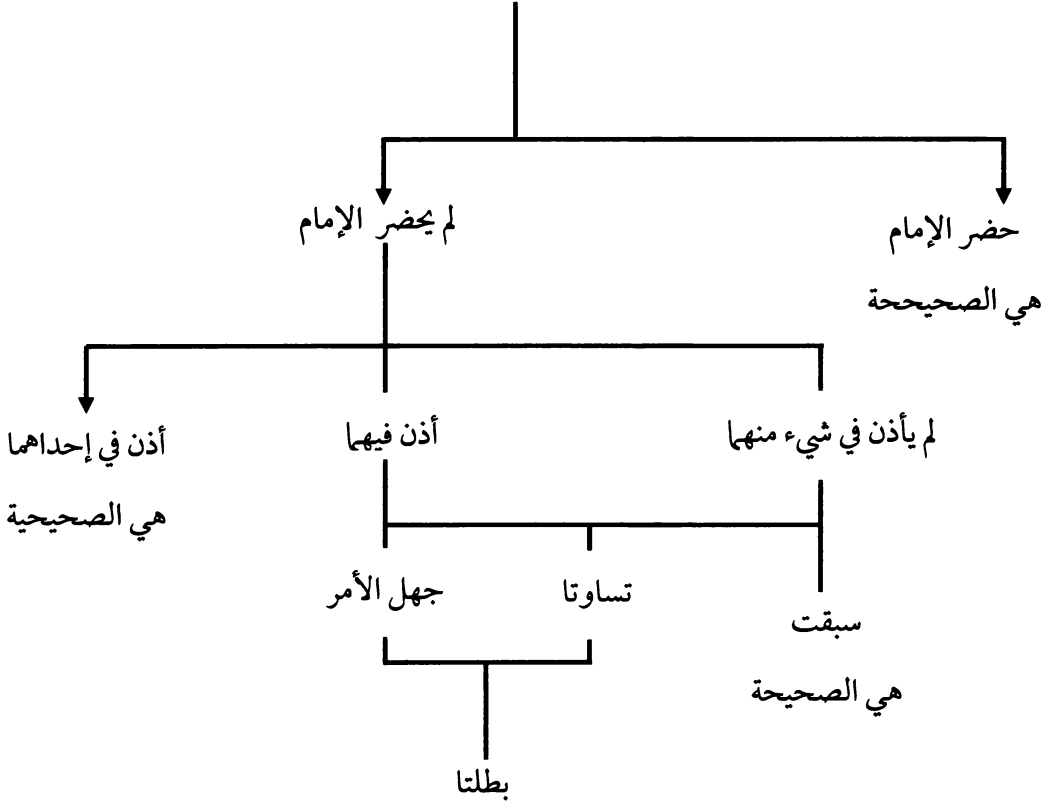 حضر الإمام
هي الصحيححة
لم يحضر الإمام
لم يأذن في شيء منهما
أذن فيهما
أذن في إحداهما
هي الصحيحية
سبقت
هي الصحيحة
تساوتا
جهل الأمر
بطلتا